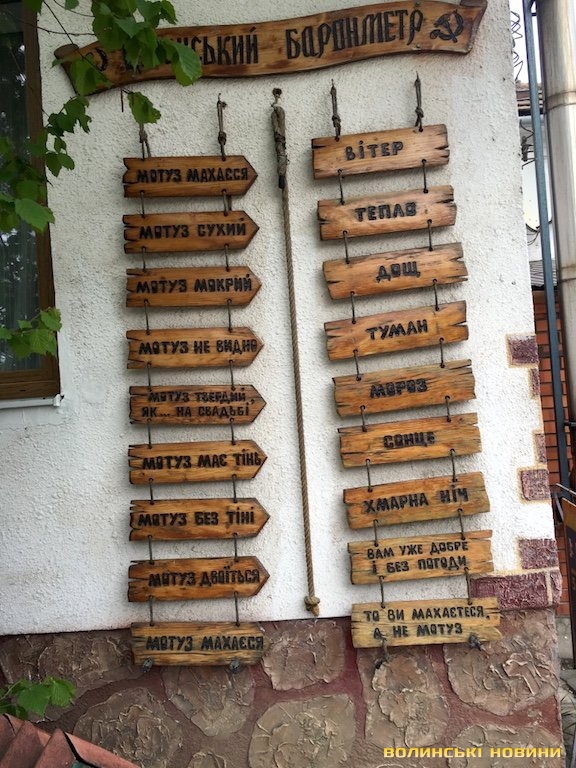 БАРОНМЕТР
МОТУЗ МАХАЄСЯ
ВІТЕР
МОТУЗ СУХИЙ
ТЕПЛО
МОТУЗ МОКРИЙ
ДОЩ
МОТУЗ НЕ ВИДНО
ТУМАН
МОТУЗ ТВЕРДИЙ
ЯК... НА СВАДЬБІ
МОРОЗ
МОТУЗ МАЄ ТІНЬ
СОНЦЕ
МОТУЗ БЕЗ ТІНІ
ХМАРНА НІЧ
МОТУЗ ДВОЇТЬСЯ
ВАМ УЖЕ ДОБРЕ
І БЕЗ ПОГОДИ
МОТУЗ МАХАЄСЯ
ТО ВИ МАХАЄТЕСЯ,
А НЕ МОТУЗ
ВОЛИНСЬКІ НОВИНИ